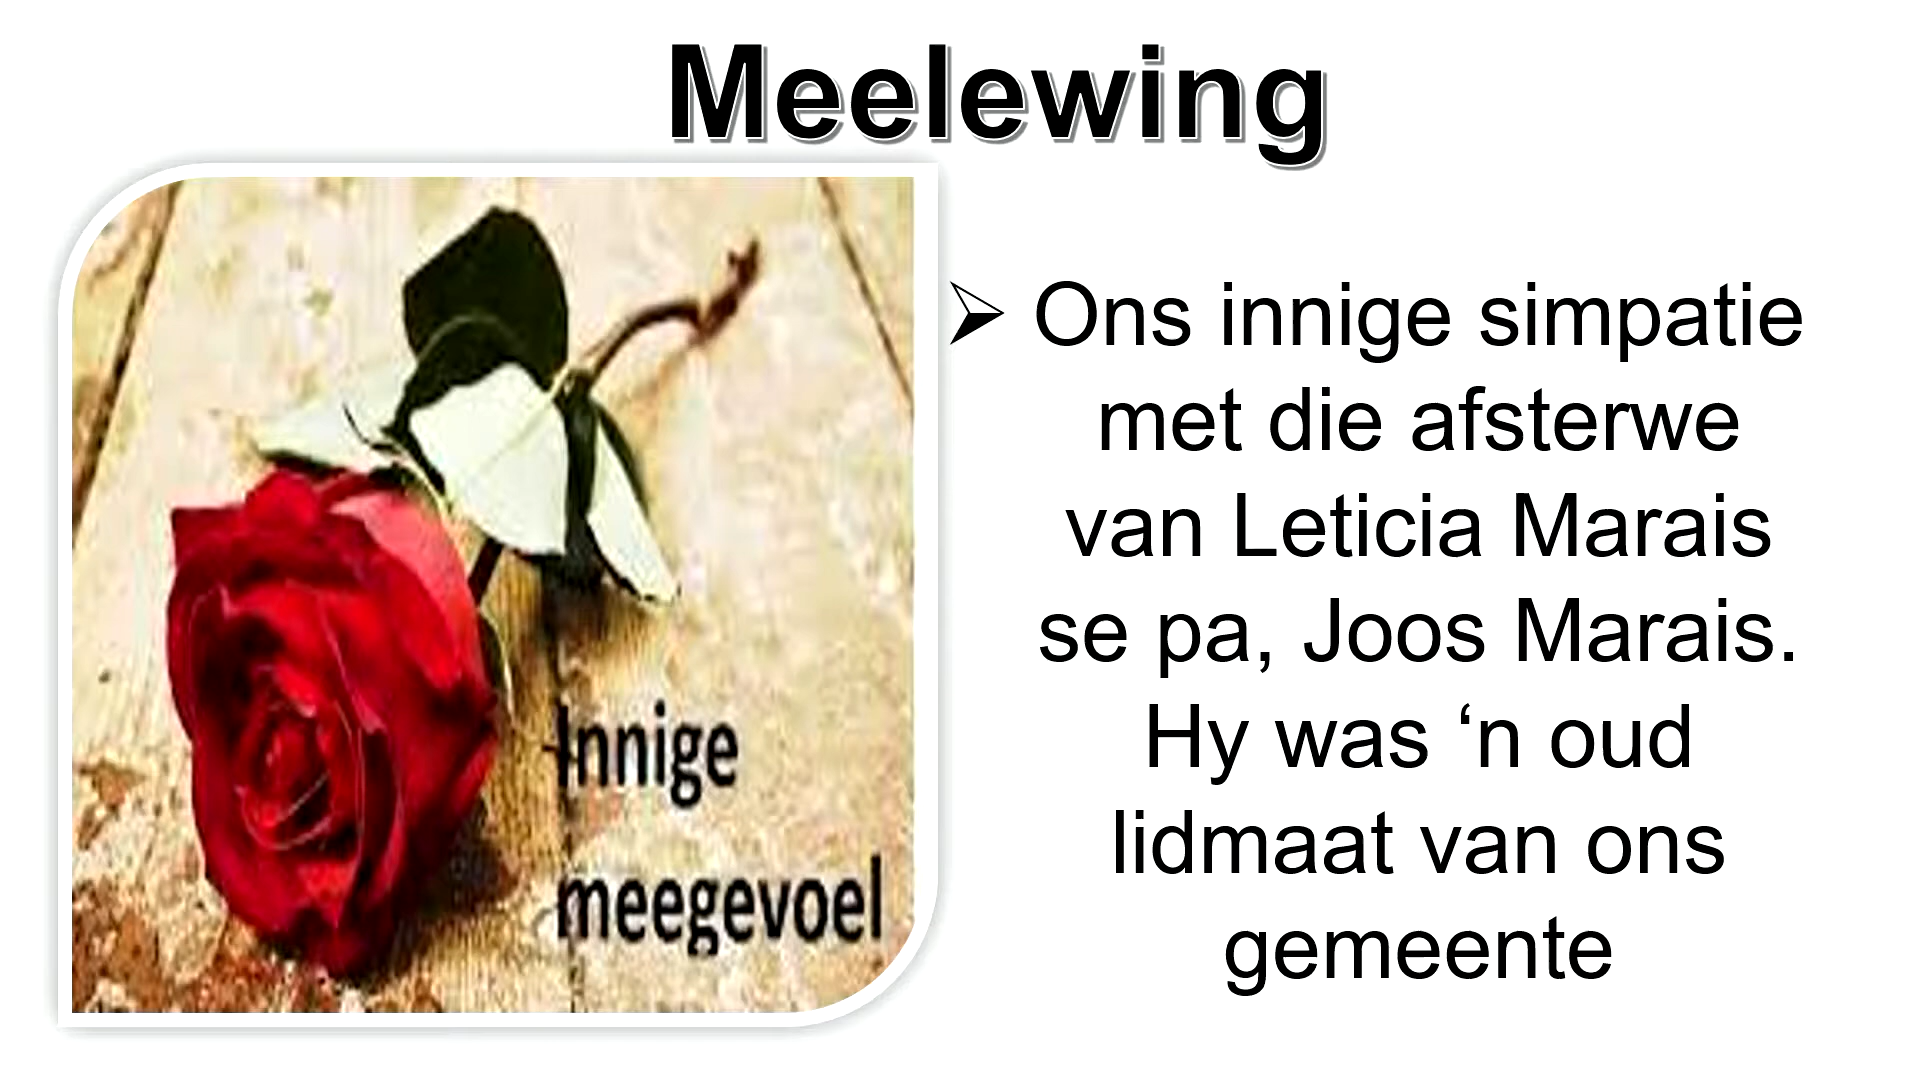 Meelewing
Innige
meegevoel
➢ Ons innige simpatie
met die afsterwe
van Leticia Marais
se pa, Joos Marais.
Hy was ‘n oud
lidmaat van ons
gemeente